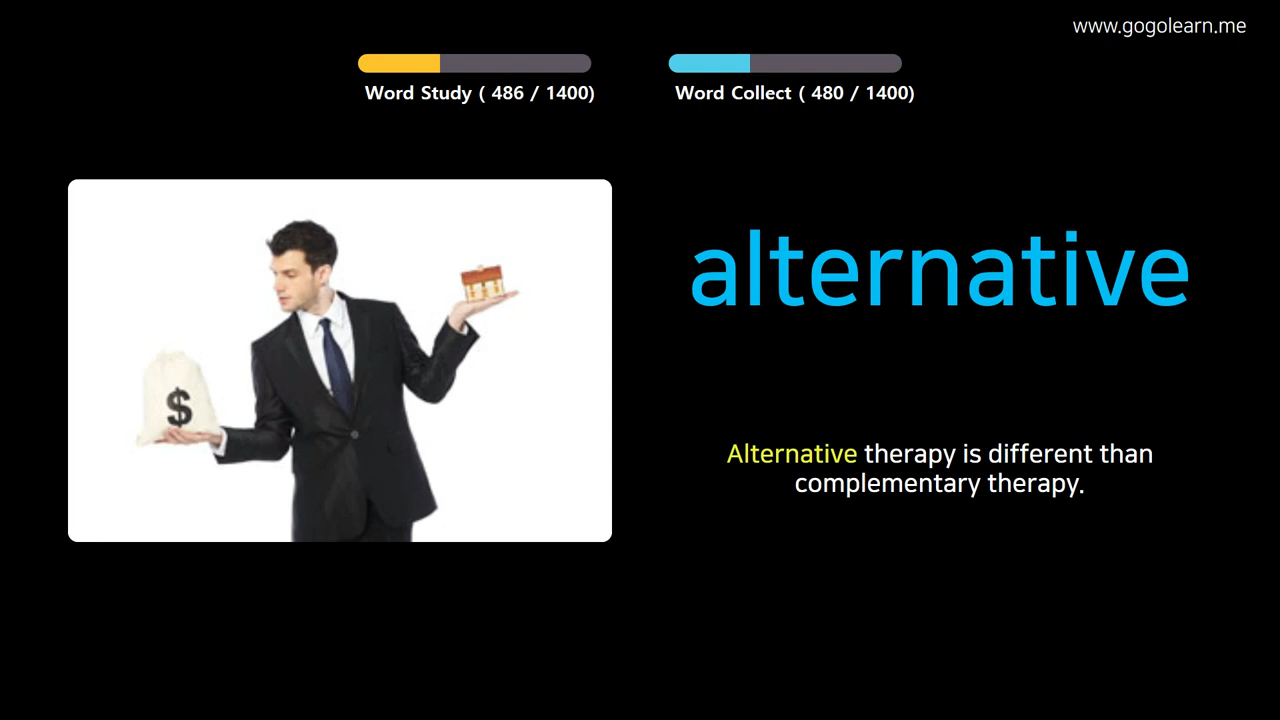 www.gogolearn.me
Word Study ( 486 / 1400)
Word Collect ( 480 / 1400)
$
alternative
Alternative therapy is different than
complementary therapy.